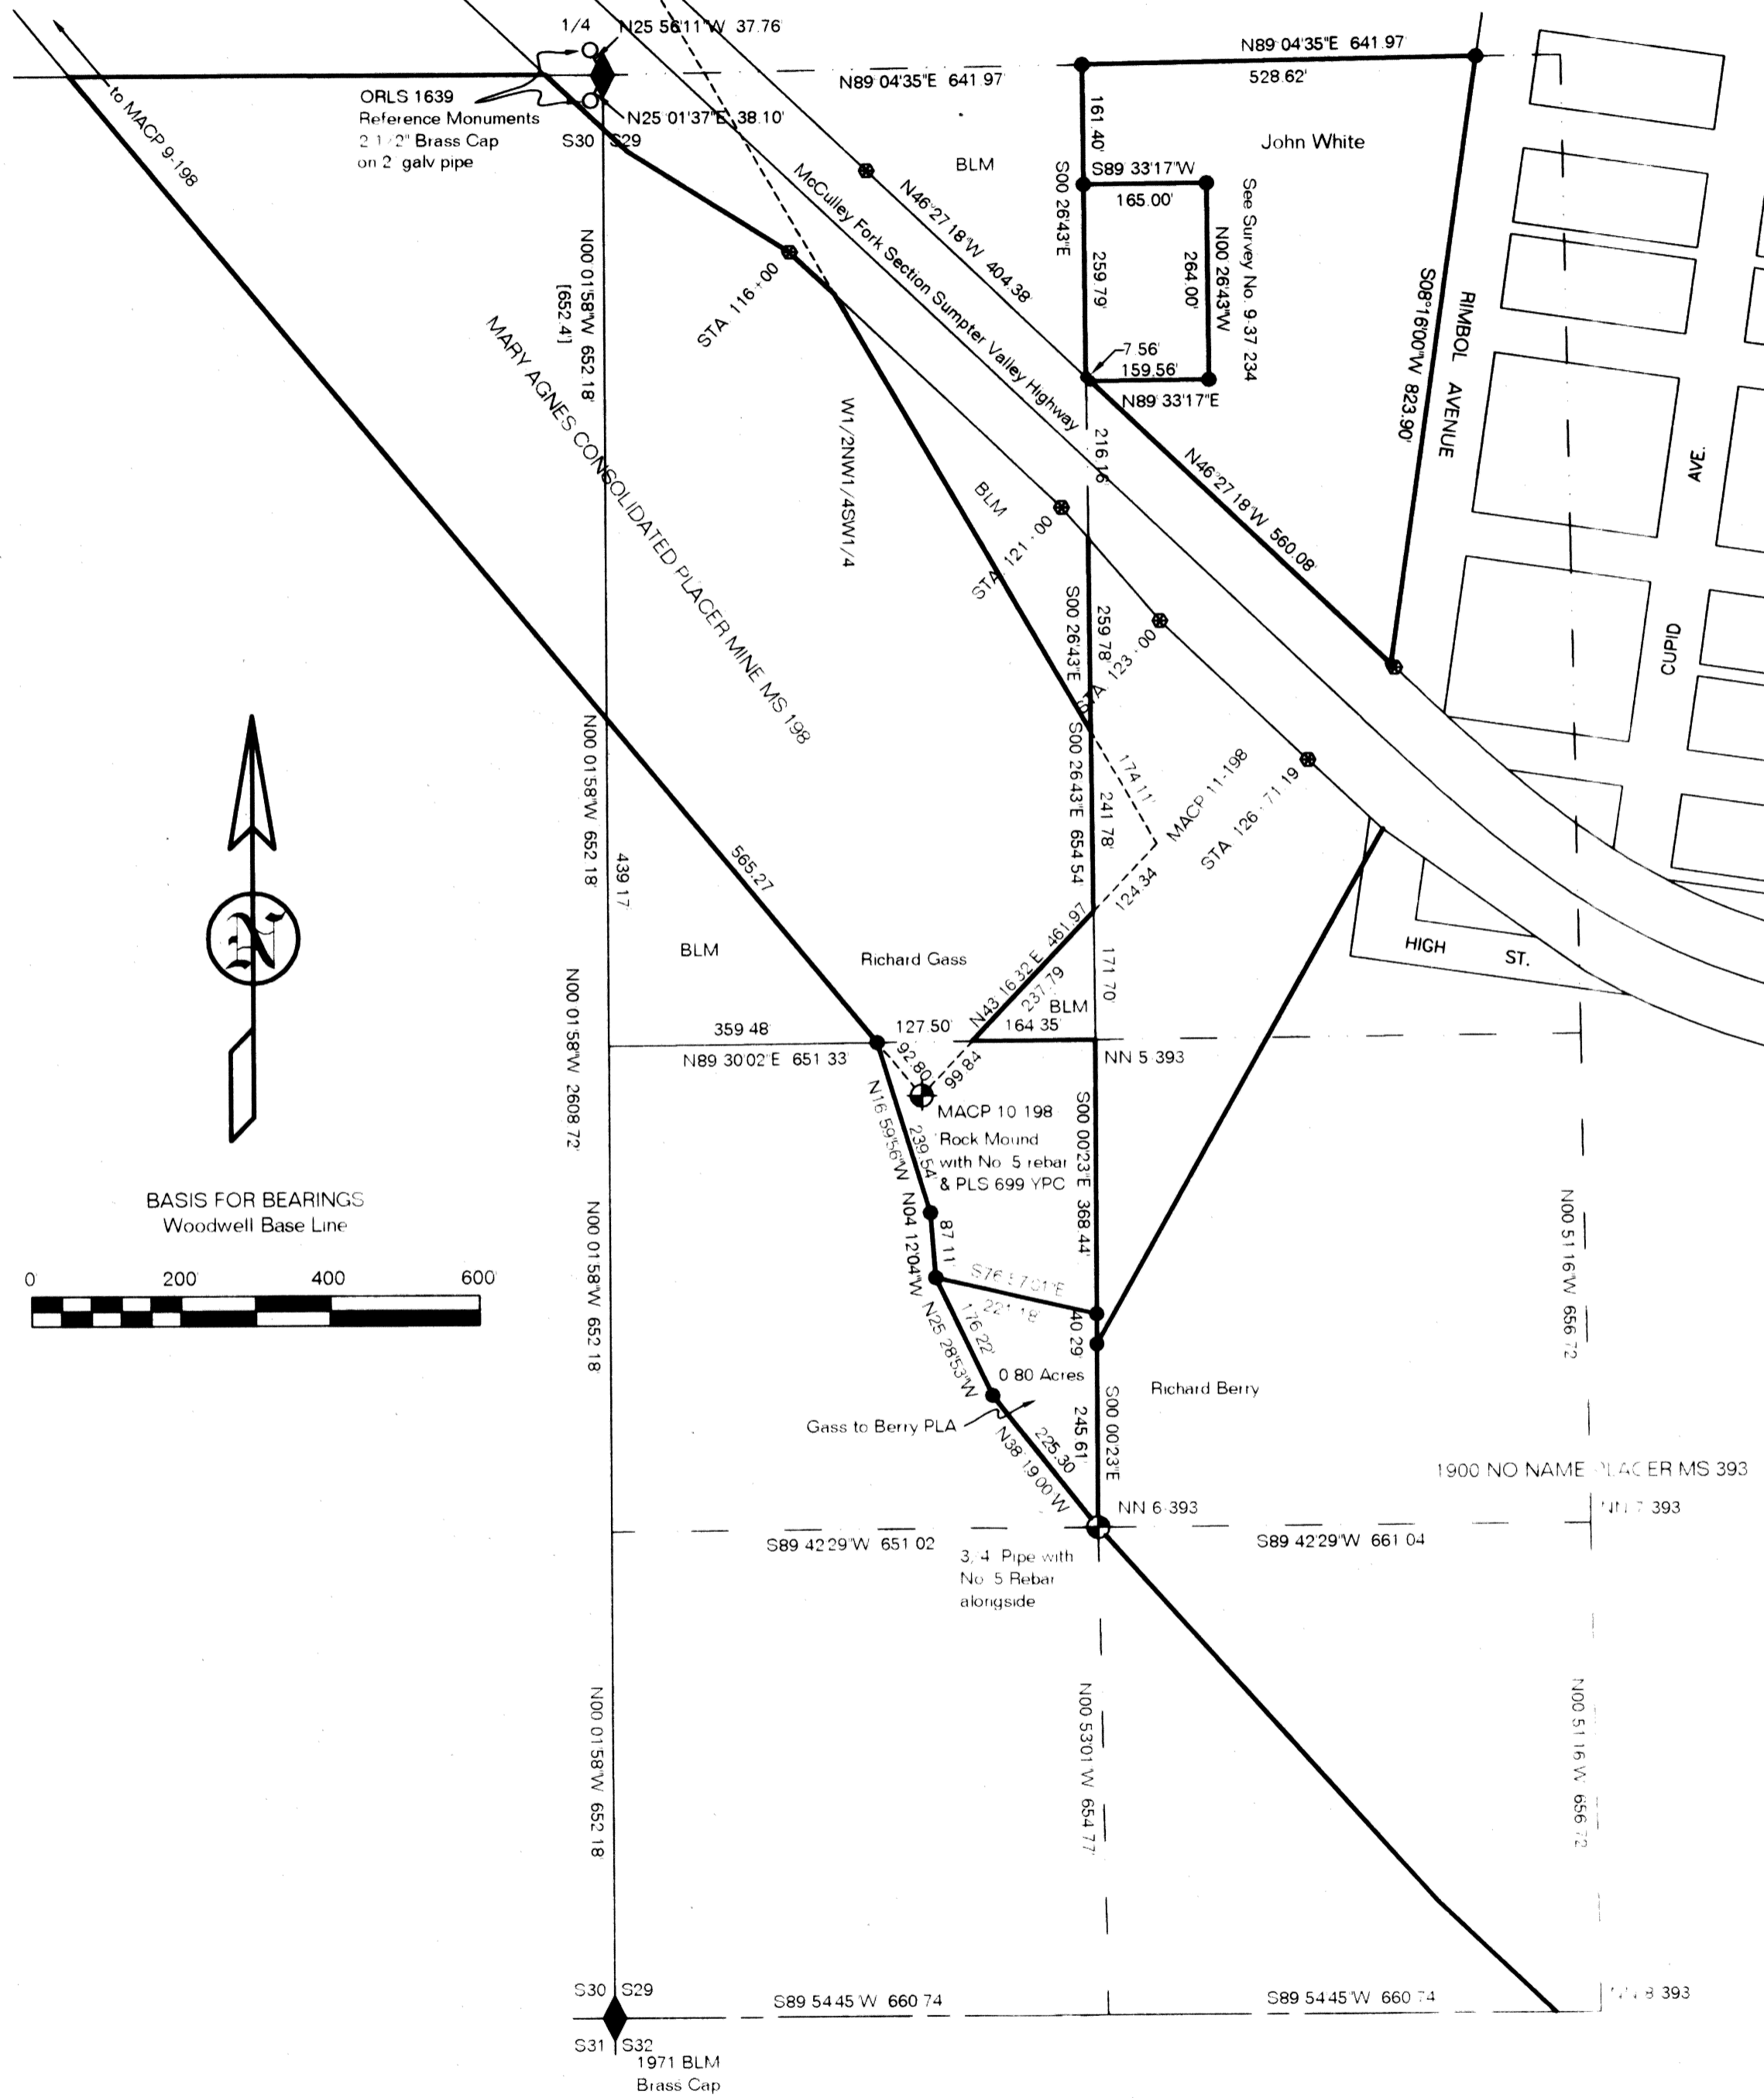 1/4
N25 56'11"W 37.76'
N89 04'35"E 641.97'
528.62'
N89 04'35"E 641.97'
to MACP 9-198
ORLS 1639
Reference Monuments
2 1/2" Brass Cap
on 2 galv pipe
N25 01'37"E 38.10'
S30 S29
BLM
161.40'
John White
S00 26'43"E
S89 33'17"W
165.00'
See Survey No. 9-37 234
N00 26'43"W
264.00'
259.79'
7.56'
159.56'
N89 33'17"E
N46°27'18"W 404.38'
McCulley Fork Section Sumpter Valley Highway
S08°16'00"W 823.90'
RIMBOL AVENUE
N00 01'58"W 652.18'
[652.4']
STA 116+00
MARY AGNES CONSOLIDATED PLACER MINE MS 198
W1/2NW1/4SW1/4
216.16'
N46°27'18"W 560.08'
AVE.
CUPID
BLM
STA 121+00
S00 26'43"E
259.78'
STA 123+00
N00 01'58"W 652.18'
439.17'
565.27'
S00 26'43"E 654.54'
241.78'
174.11'
MACP 11-198
STA 126+71.19
124.34
HIGH ST.
BLM
Richard Gass
N43 16'32"E 461.97'
237.79
171.70'
BLM
359.48'
127.50'
164.35'
N89 30'02"E 651.33'
NN 5-393
92.80
99.84
MACP 10-198
Rock Mound
with No. 5 rebar
& PLS 699 YPC
N00 01'58"W 2608.72'
N16 59'56"W
239.54'
S00 00'23"E 368.44'
BASIS FOR BEARINGS
Woodwell Base Line
0 200' 400' 600'
N00 01'58"W 652.18'
N04 12'04"W
87.11'
S76 57'01"E
221.18'
40.29'
N00 51'16"W 656.72'
N25 28'53"W
176.22'
0.80 Acres
Richard Berry
Gass to Berry PLA
245.61'
S00 00'23"E
N38 19'00"W
225.30
1900 NO NAME PLACER MS 393
NN 6-393
NN 7-393
S89 42'29"W 651.02
S89 42'29"W 661.04
3/4 Pipe with
No. 5 Rebar
alongside
N00 01'58"W 652.18'
N00 53'01"W 654.77'
N00 51'16"W 656.72'
S30 S29
S89 54'45"W 660.74
S89 54'45"W 660.74
NN 8-393
S31 S32
1971 BLM
Brass Cap
N